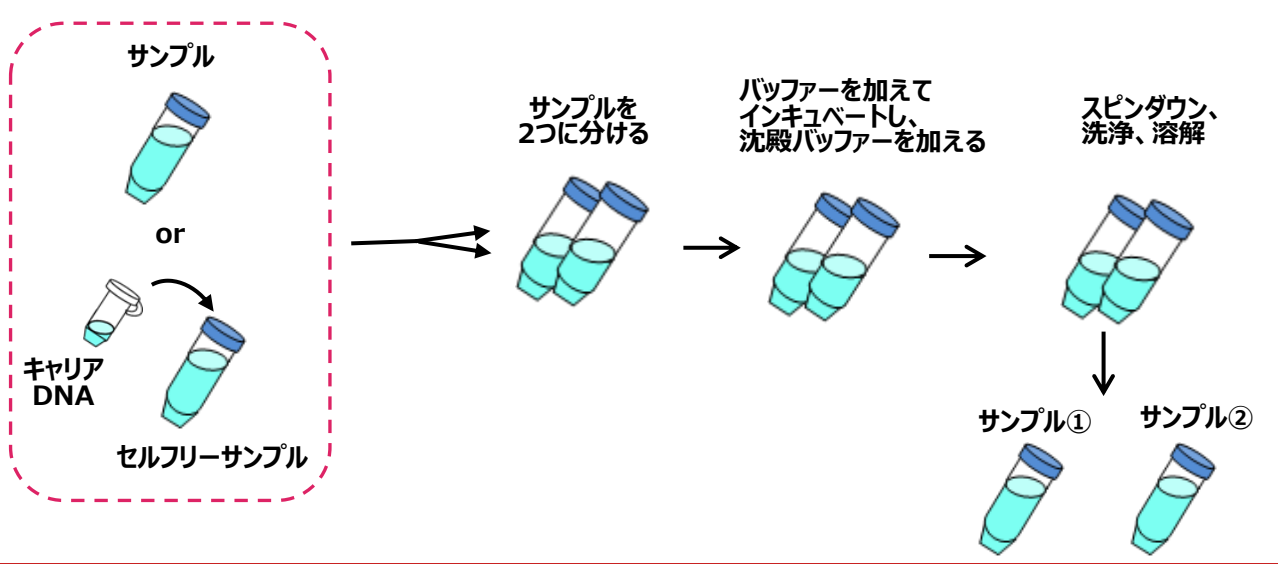 サンプル
or
キャリア
DNA
セルフリーサンプル
サンプルを
2つに分ける
バッファーを加えて
インキュベートし、
沈殿バッファーを加える
スピンダウン、
洗浄、溶解
サンプル①
サンプル②